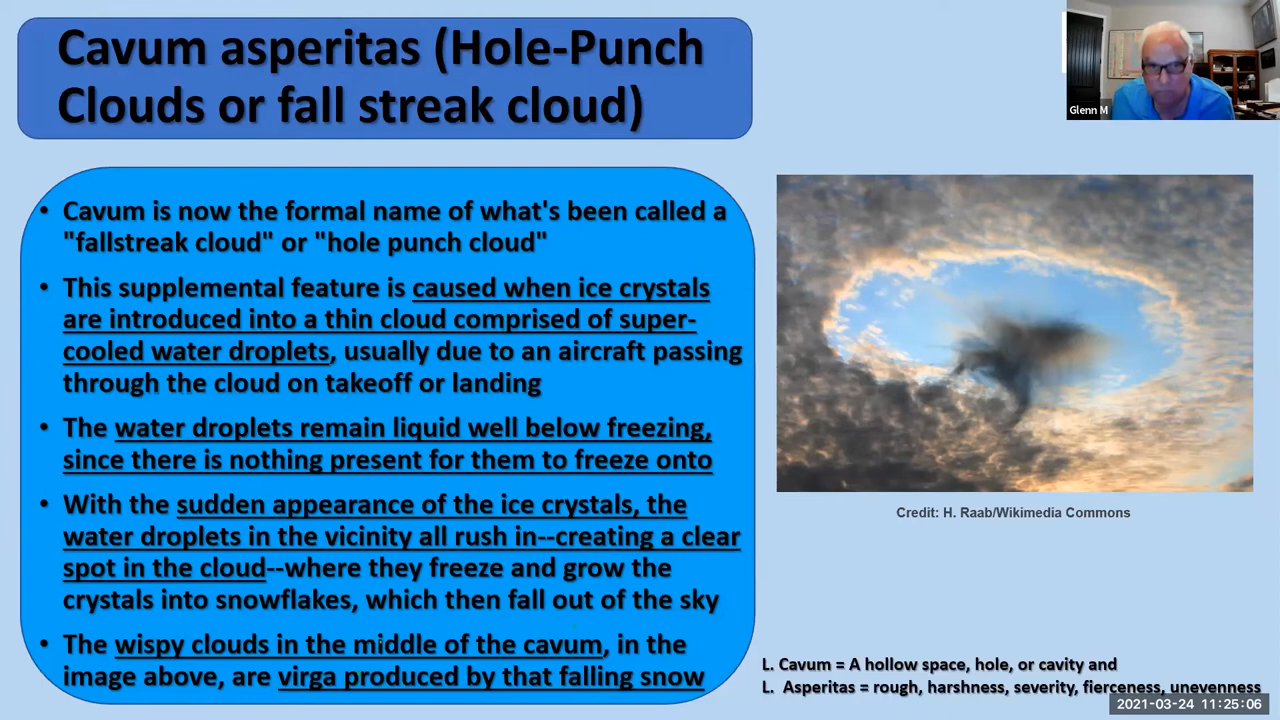 Cavum asperitas (Hole-Punch
Clouds or fall streak cloud)
Glenn M
• Cavum is now the formal name of what's been called a
"fallstreak cloud" or "hole punch cloud"
• This supplemental feature is caused when ice crystals
are introduced into a thin cloud comprised of super-
cooled water droplets, usually due to an aircraft passing
through the cloud on takeoff or landing
• The water droplets remain liquid well below freezing,
since there is nothing present for them to freeze onto
• With the sudden appearance of the ice crystals, the
water droplets in the vicinity all rush in--creating a clear
spot in the cloud--where they freeze and grow the
crystals into snowflakes, which then fall out of the sky
• The wispy clouds in the middle of the cavum, in the
image above, are virga produced by that falling snow
Credit: H. Raab/Wikimedia Commons
L. Cavum = A hollow space, hole, or cavity and
L. Asperitas = rough, harshness, severity, fierceness, unevenness
2021-03-24 11:25:06